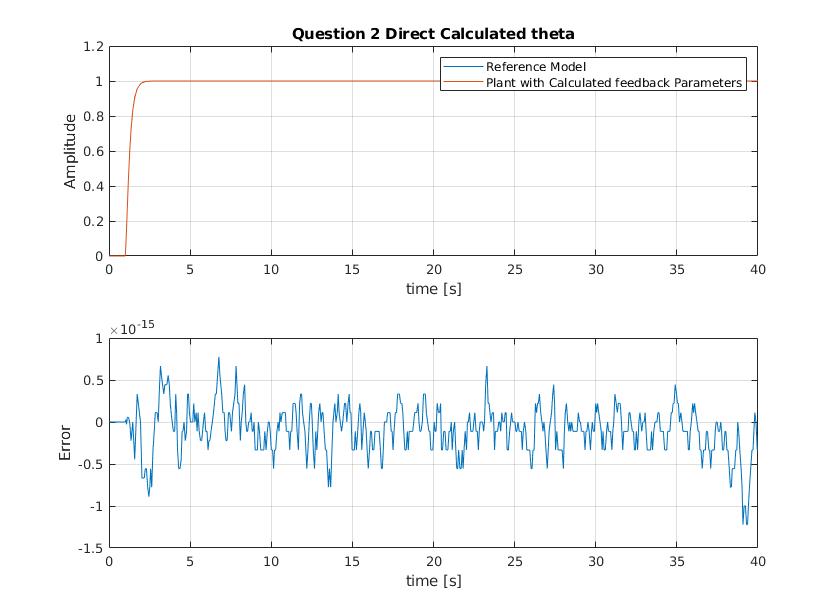 Question 2 Direct Calculated theta
1.2
1
0.8
0.6
0.4
0.2
0
Amplitude
Reference Model
Plant with Calculated feedback Parameters
0 5 10 15 20 25 30 35 40
time [s]
×10^-15
1
0.5
0
-0.5
-1
-1.5
Error
0 5 10 15 20 25 30 35 40
time [s]